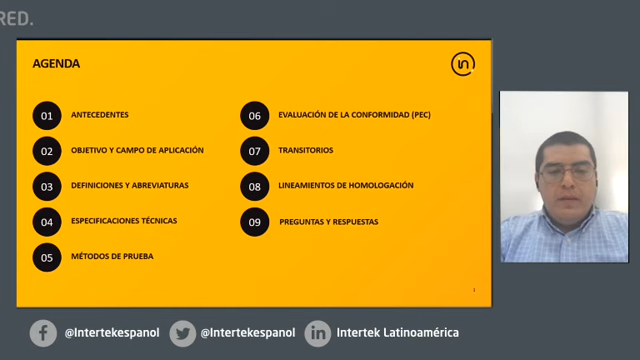 RED.
AGENDA
in
01 ANTECEDENTES
02 OBJETIVO Y CAMPO DE APLICACIÓN
03 DEFINICIONES Y ABREVIATURAS
04 ESPECIFICACIONES TÉCNICAS
05 MÉTODOS DE PRUEBA
06 EVALUACIÓN DE LA CONFORMIDAD (PEC)
07 TRANSITORIOS
08 LINEAMIENTOS DE HOMOLOGACIÓN
09 PREGUNTAS Y RESPUESTAS
f @Intertekespanol
@Intertekespanol
in Intertek Latinoamérica